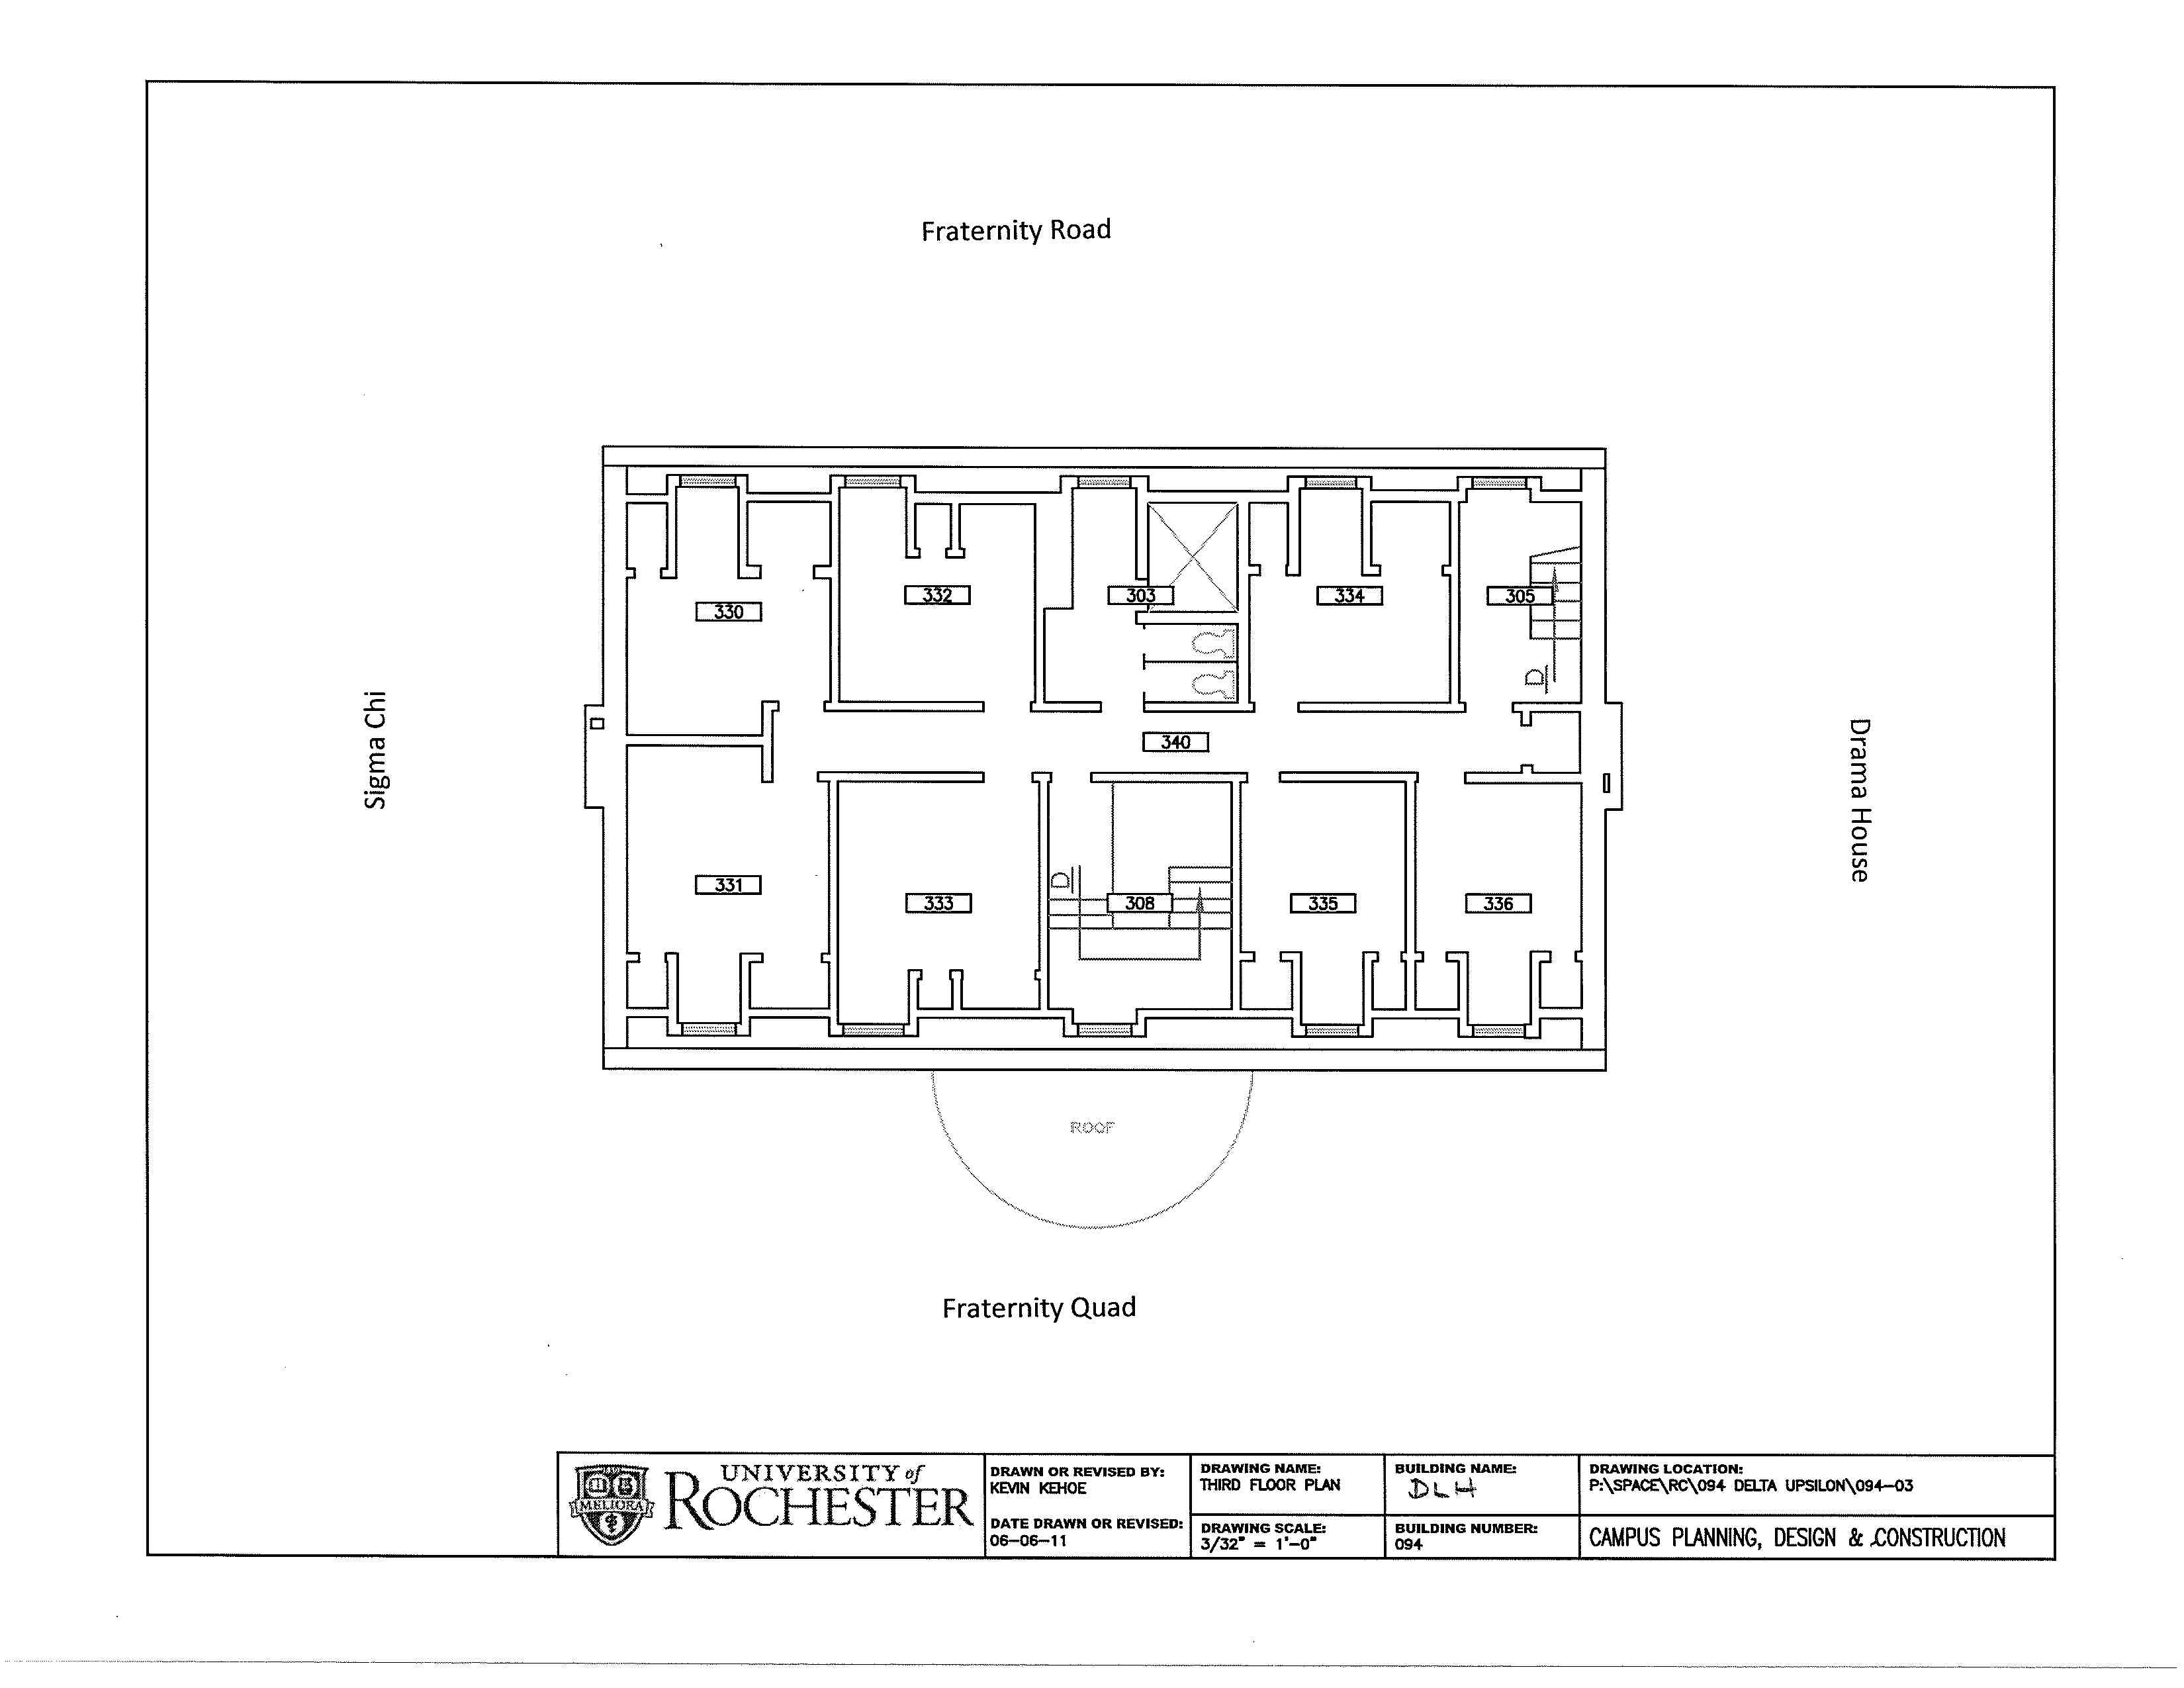 Fraternity Road
332
303
334
305
330
D
340
Sigma Chi
Drama House
331
D
333
308
335
336
ROOF
Fraternity Quad
MELIORA
UNIVERSITY of
ROCHESTER
DRAWN OR REVISED BY:
KEVIN KEHOE
DATE DRAWN OR REVISED:
06-06-11
DRAWING NAME:
THIRD FLOOR PLAN
DRAWING SCALE:
3/32" = 1'-0"
BUILDING NAME:
DLH
BUILDING NUMBER:
094
DRAWING LOCATION:
P:\SPACE\RC\094 DELTA UPSILON\094-03
CAMPUS PLANNING, DESIGN & CONSTRUCTION